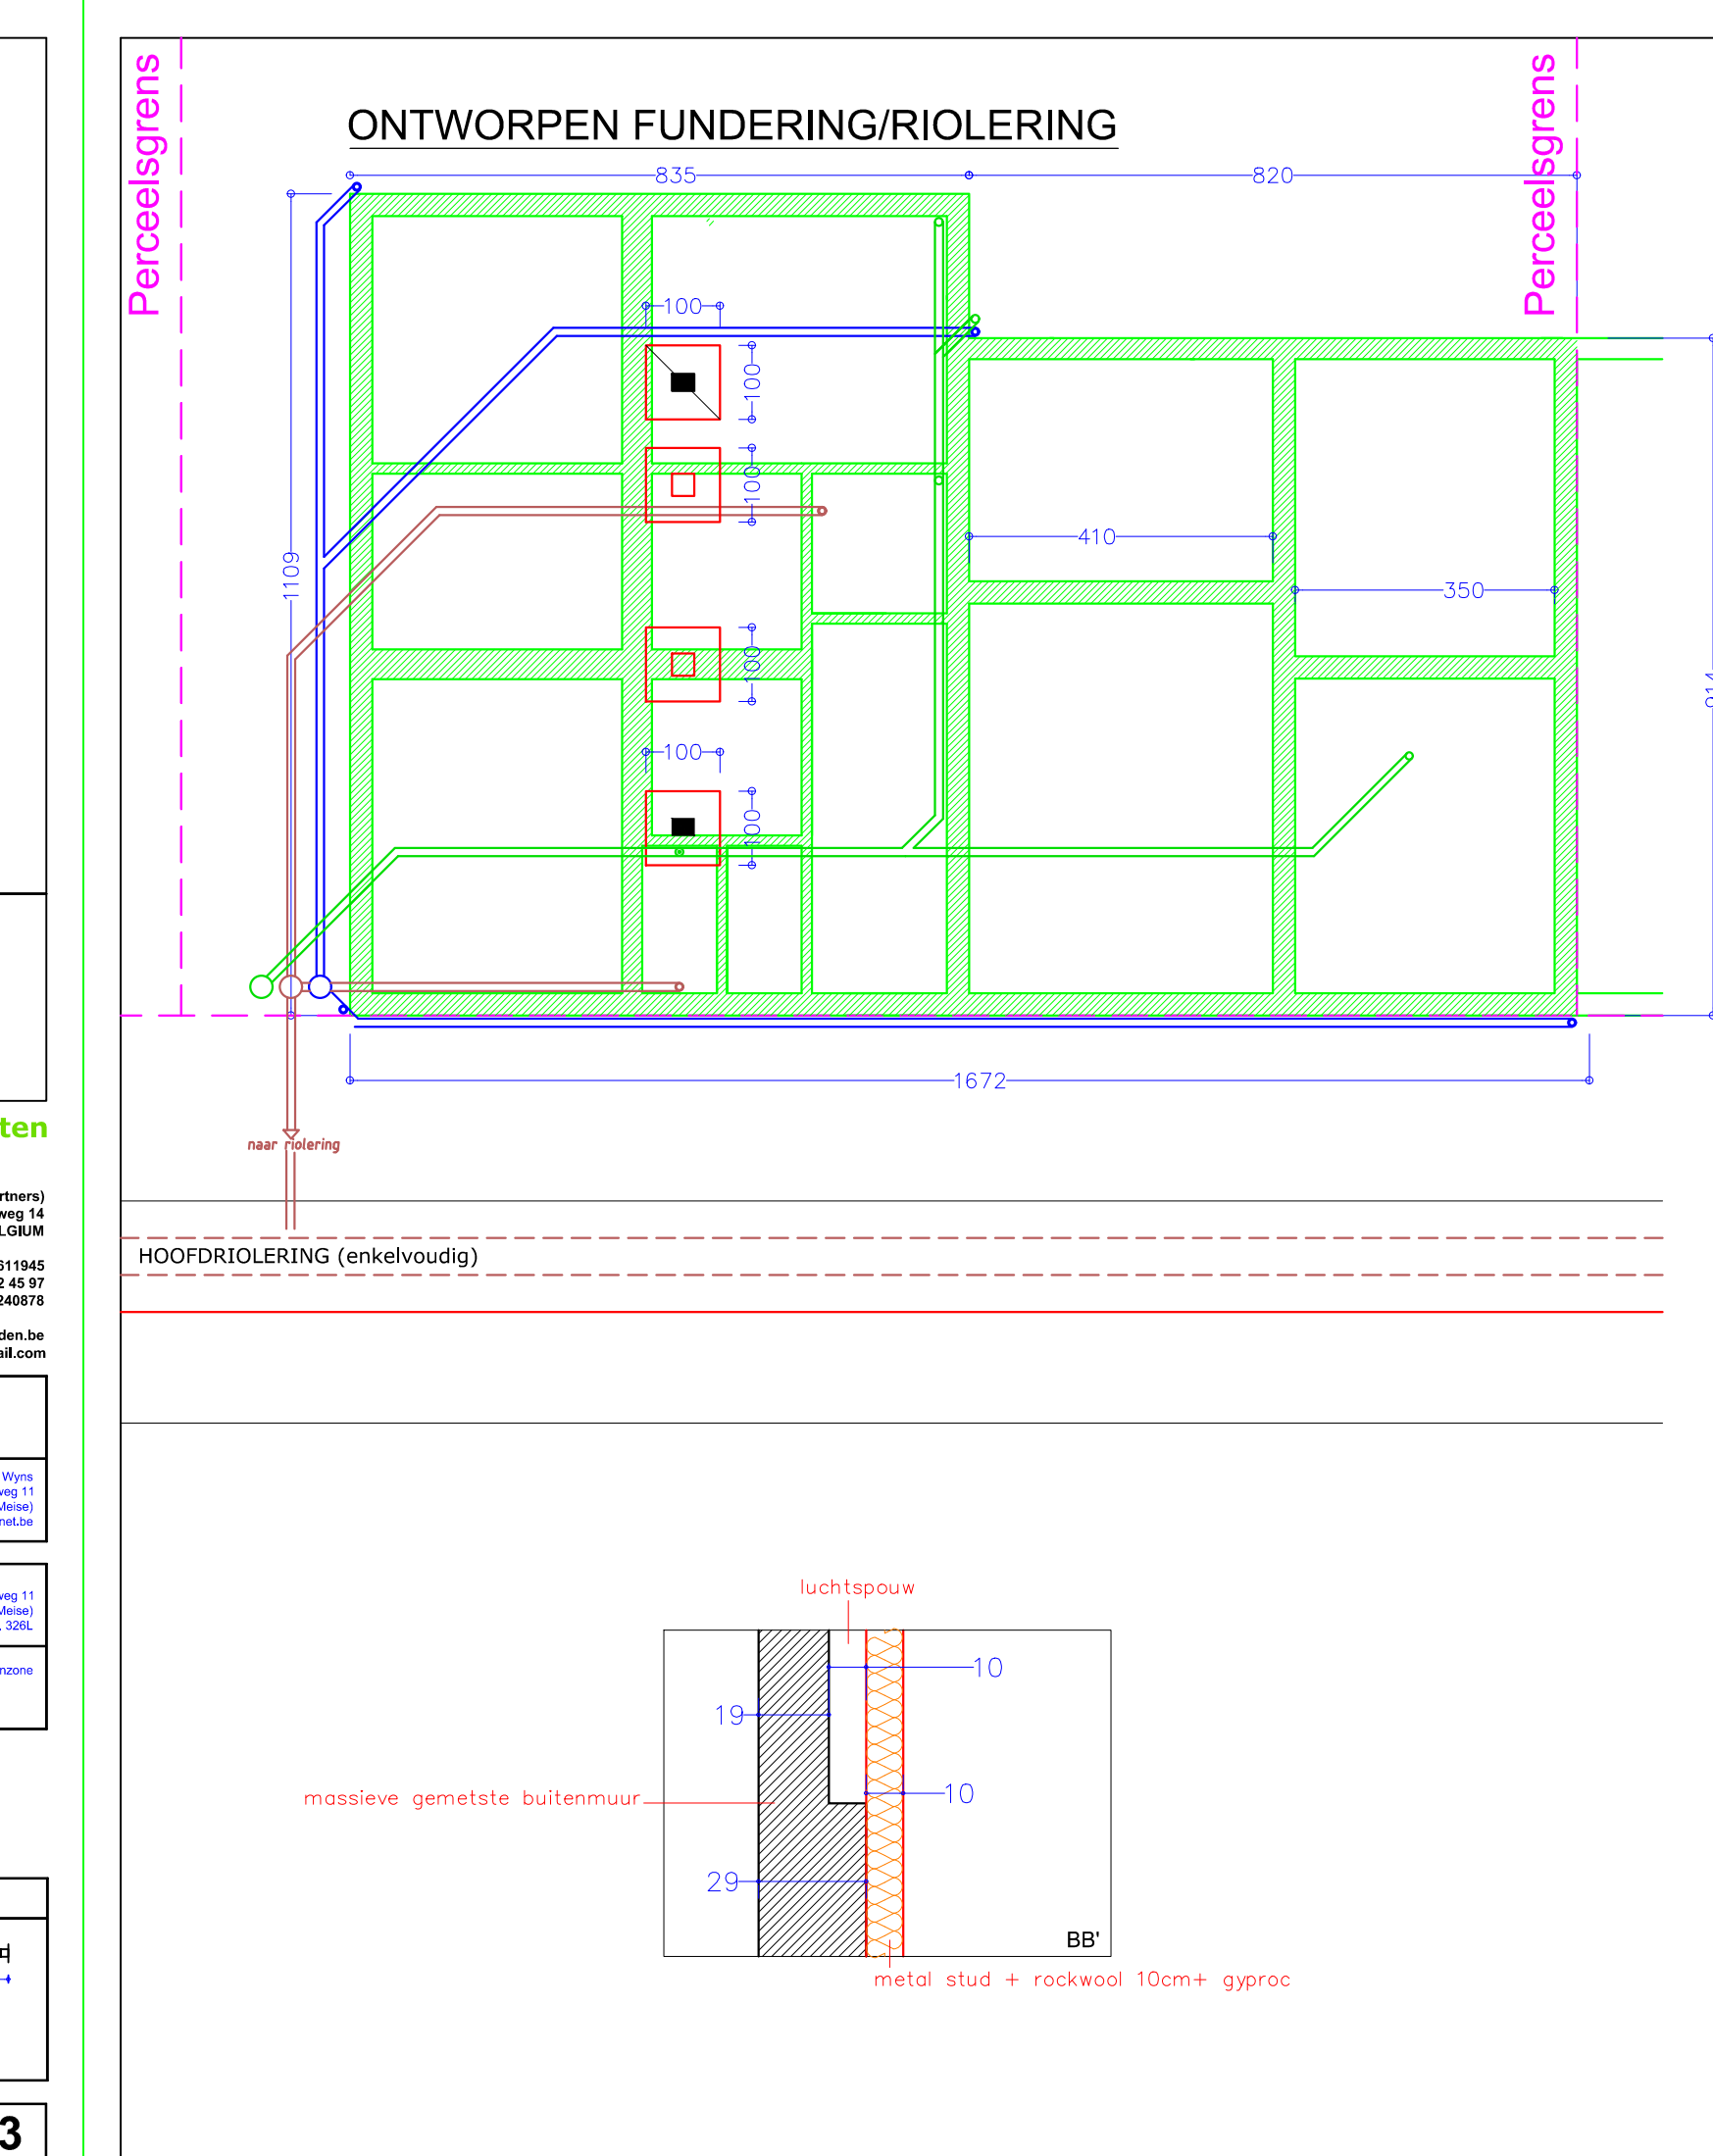 Perceelsgrens
Perceelsgrens
ONTWORPEN FUNDERING/RIOLERING
835
820
100
100
100
1109
410
350
100
100
100
1672
naar riolering
HOOFDRIOLERING (enkelvoudig)
ten
rtners)
weg 14
LGIUM
611945
2 45 97
240878
den.be
ail.com
Wyns
weg 11
Meise)
net.be
weg 11
Meise)
, 326L
nzone
3
luchtspouw
10
19
massieve gemetste buitenmuur
10
29
BB'
metal stud + rockwool 10cm+ gyproc